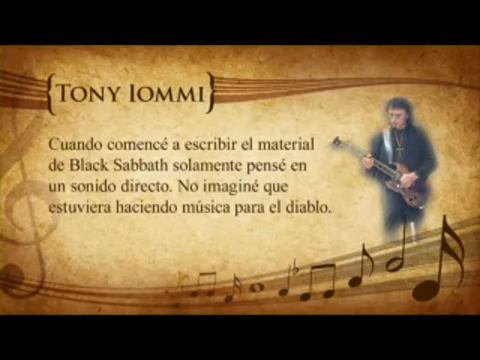 {TONY IOMMI}
Cuando comencé a escribir el material
de Black Sabbath solamente pensé en
un sonido directo. No imaginé que
estuviera haciendo música para el diablo.